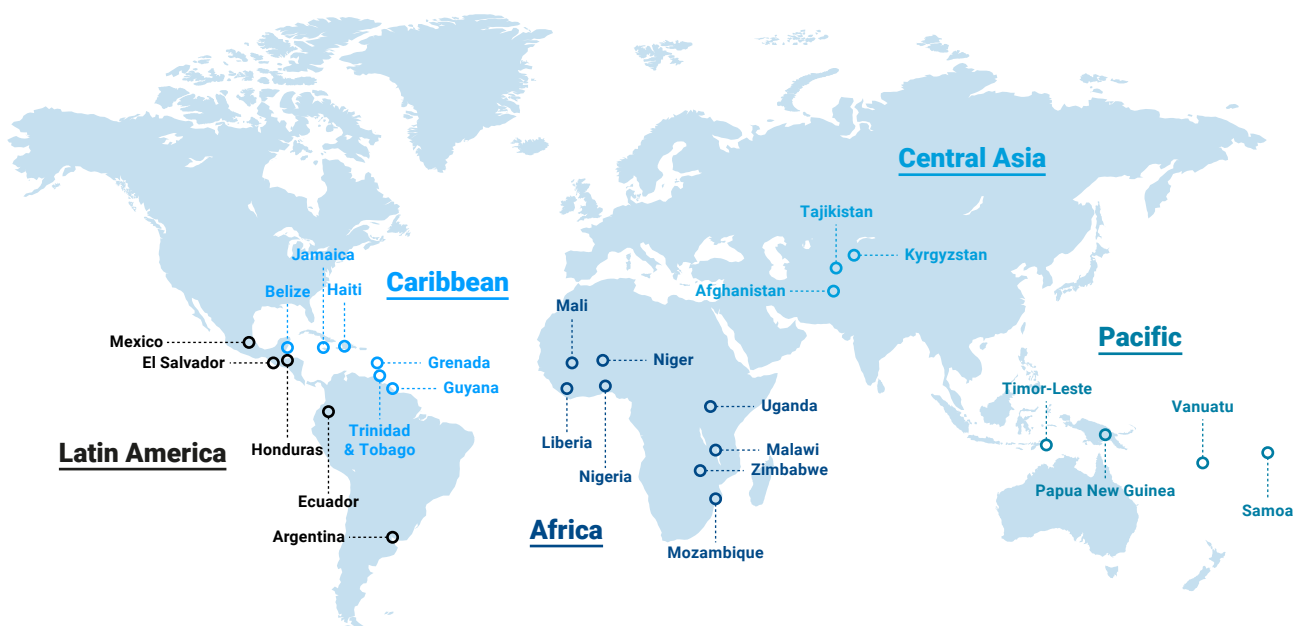 Central Asia
Tajikistan
Kyrgyzstan
Afghanistan
Jamaica
Caribbean
Belize
Haiti
Mexico
El Salvador
Grenada
Guyana
Trinidad
& Tobago
Latin America
Honduras
Ecuador
Argentina
Mali
Niger
Uganda
Liberia
Malawi
Zimbabwe
Nigeria
Africa
Mozambique
Pacific
Timor-Leste
Vanuatu
Papua New Guinea
Samoa